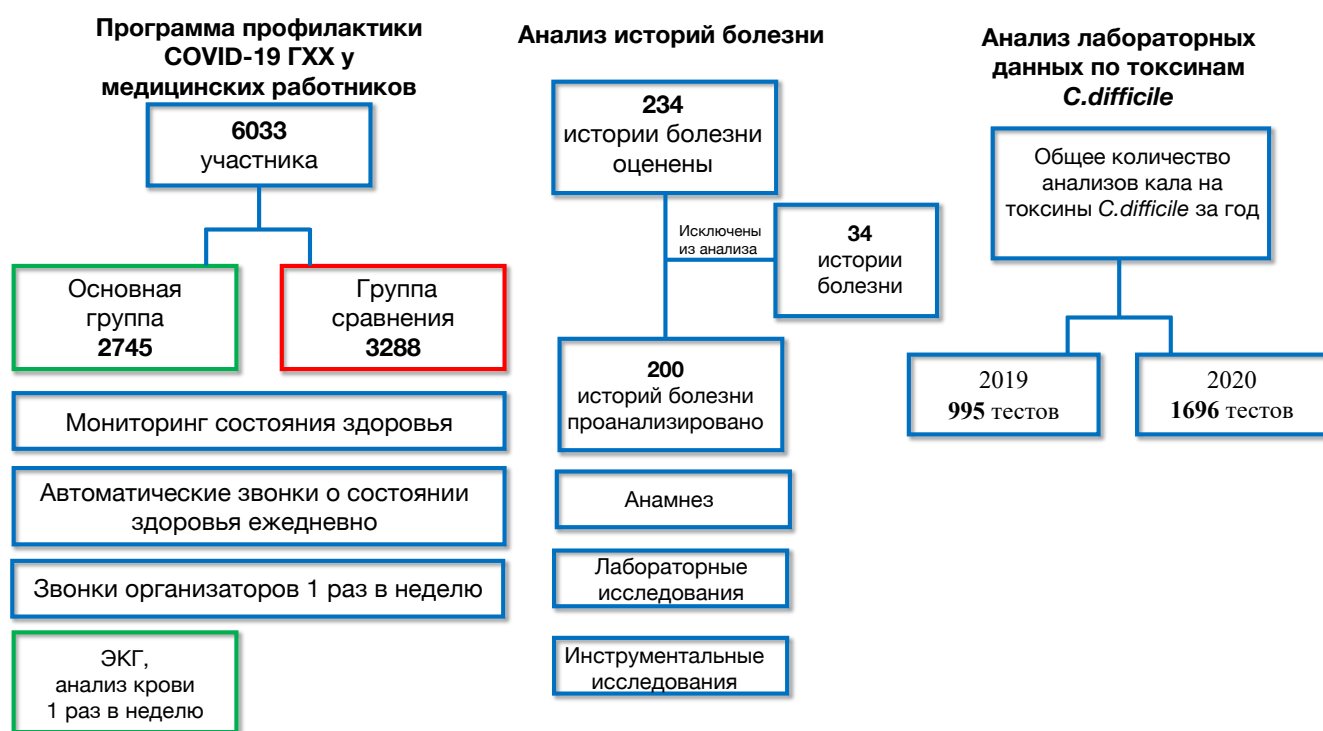 Программа профилактики
COVID-19 ГХХ у
медицинских работников
6033
участника
Основная
группа
2745
Группа
сравнения
3288
Мониторинг состояния здоровья
Автоматические звонки о состоянии
здоровья ежедневно
Звонки организаторов 1 раз в неделю
ЭКГ,
анализ крови
1 раз в неделю
Анализ историй болезни
234
истории болезни
оценены
Исключены
из анализа
34
истории
болезни
200
историй болезни
проанализировано
Анамнез
Лабораторные
исследования
Инструментальные
исследования
Анализ лабораторных
данных по токсинам
C.difficile
Общее количество
анализов кала на
токсины C.difficile за год
2019
995 тестов
2020
1696 тестов